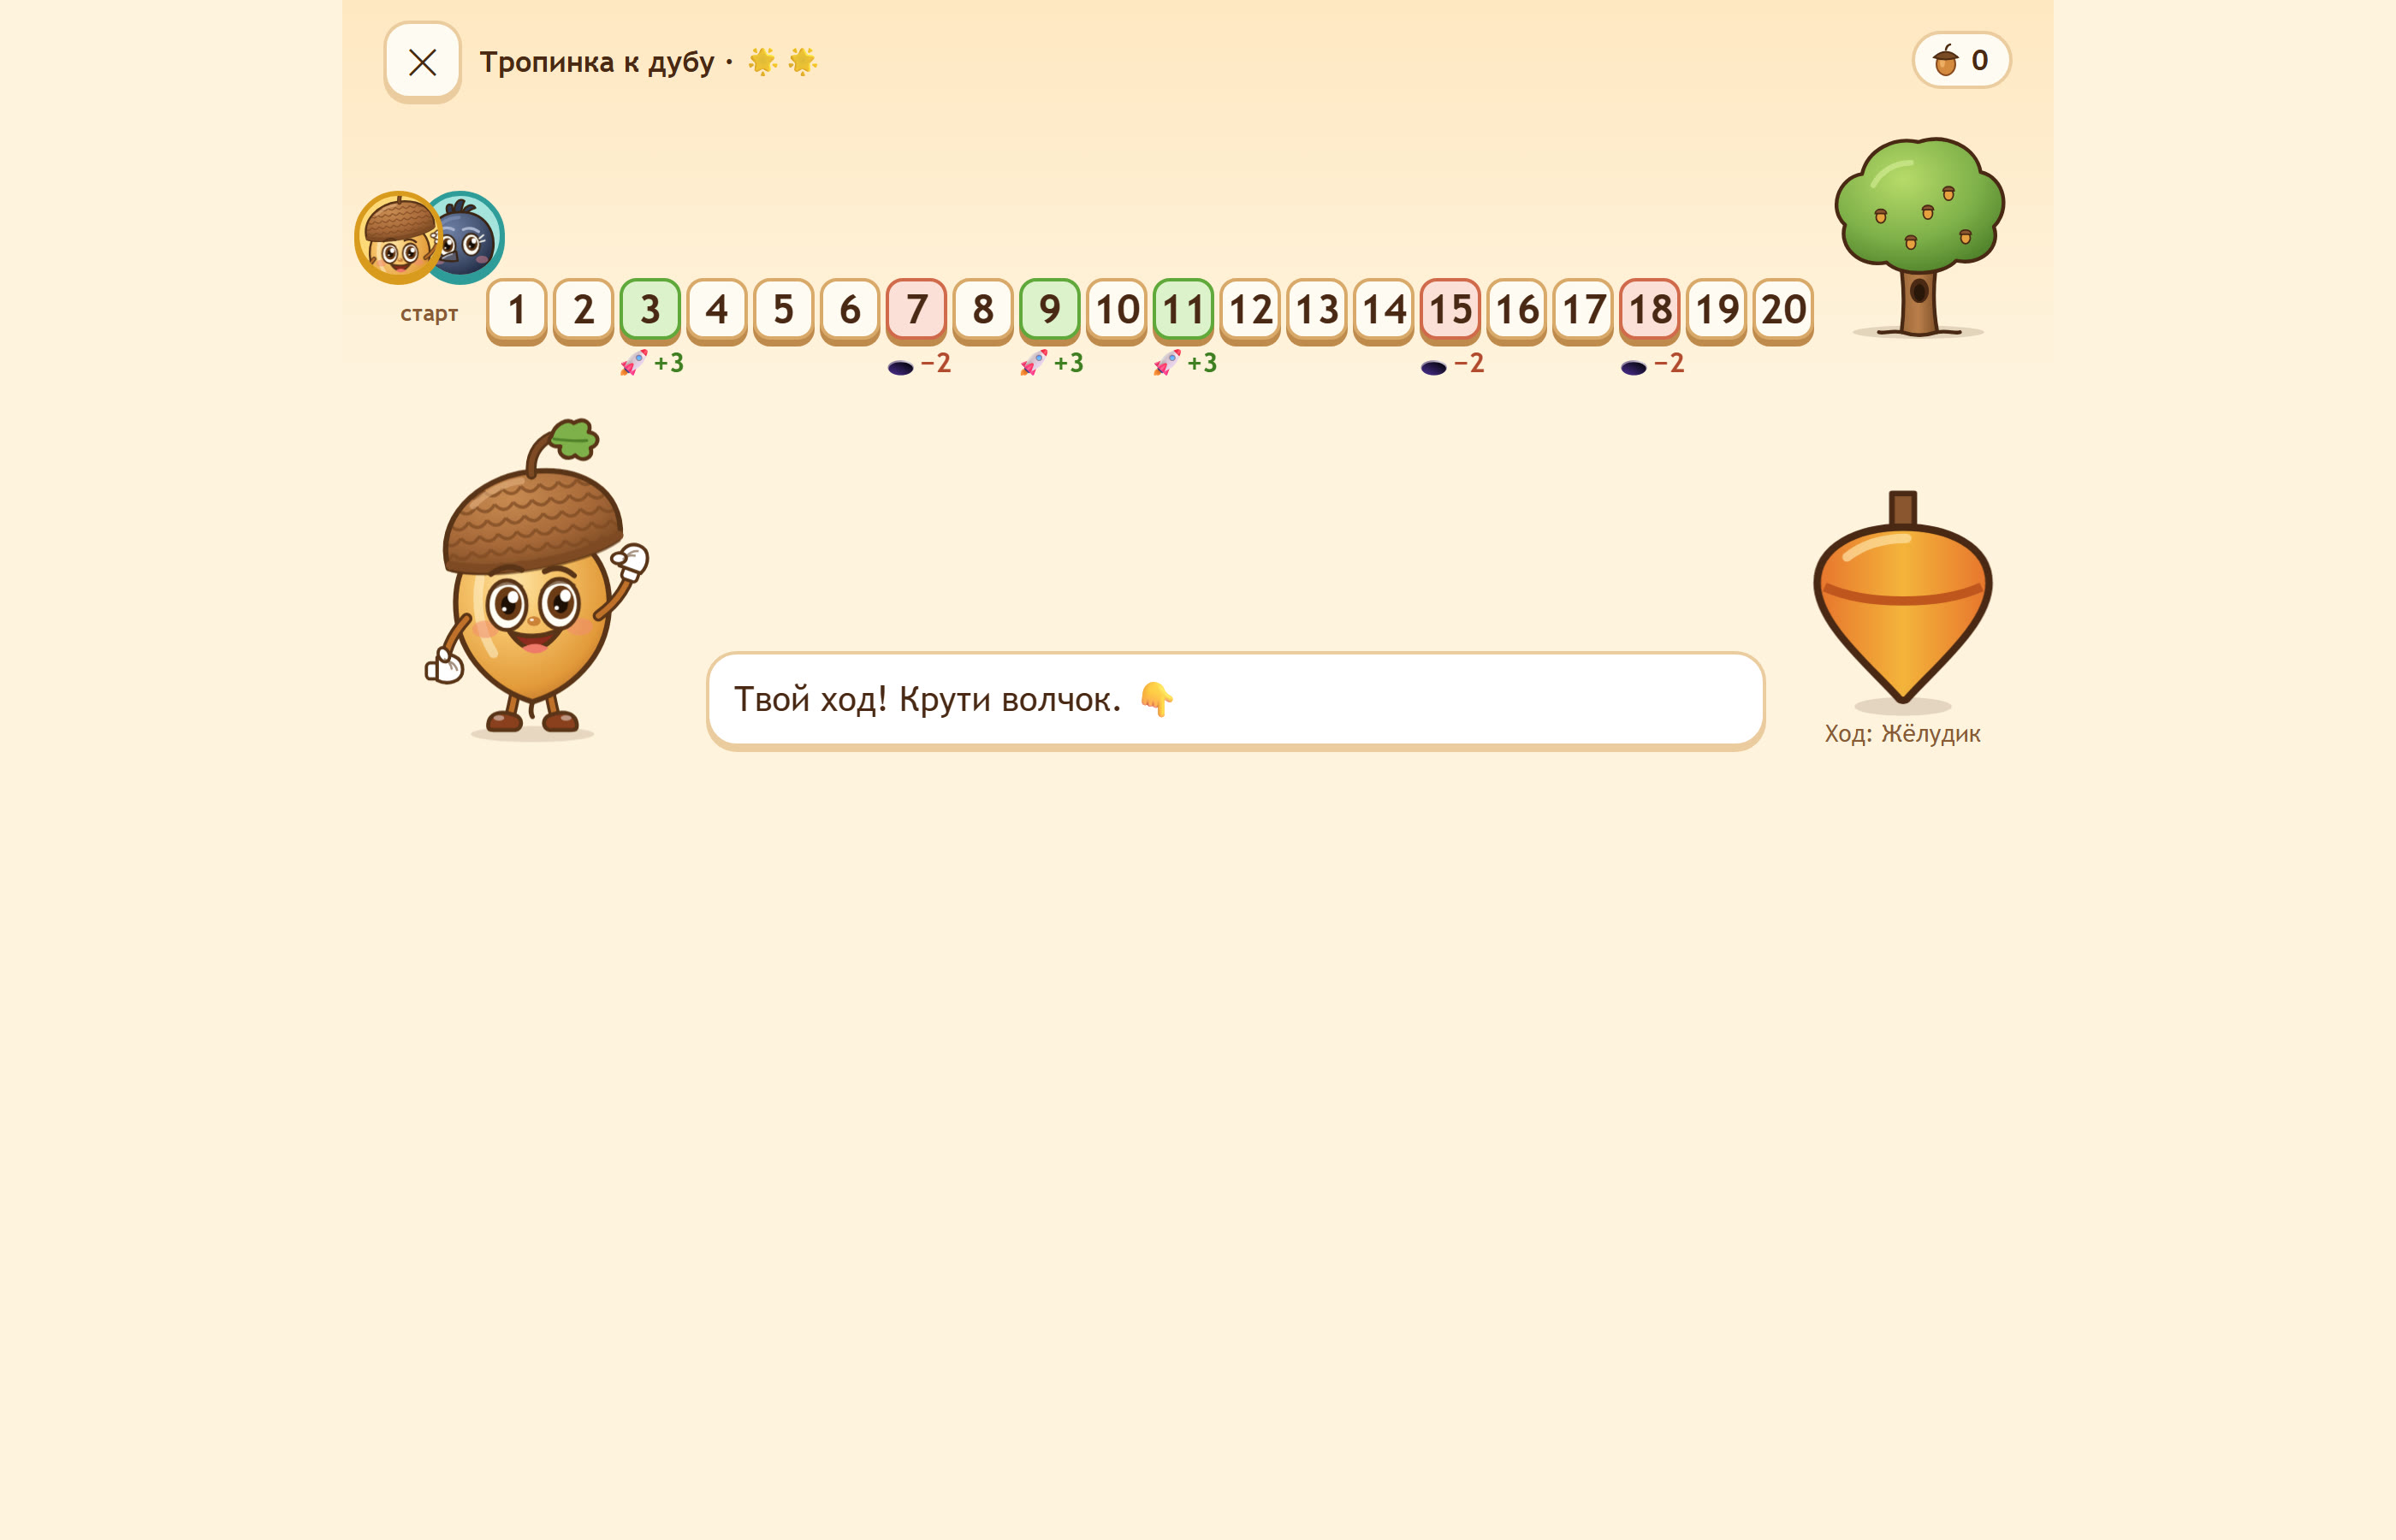 Тропинка к дубу ·
0
старт
1 2 3 4 5 6 7 8 9 10 11 12 13 14 15 16 17 18 19 20
+3 −2 +3 +3 −2 −2
Твой ход! Крути волчок.
Ход: Жёлудик